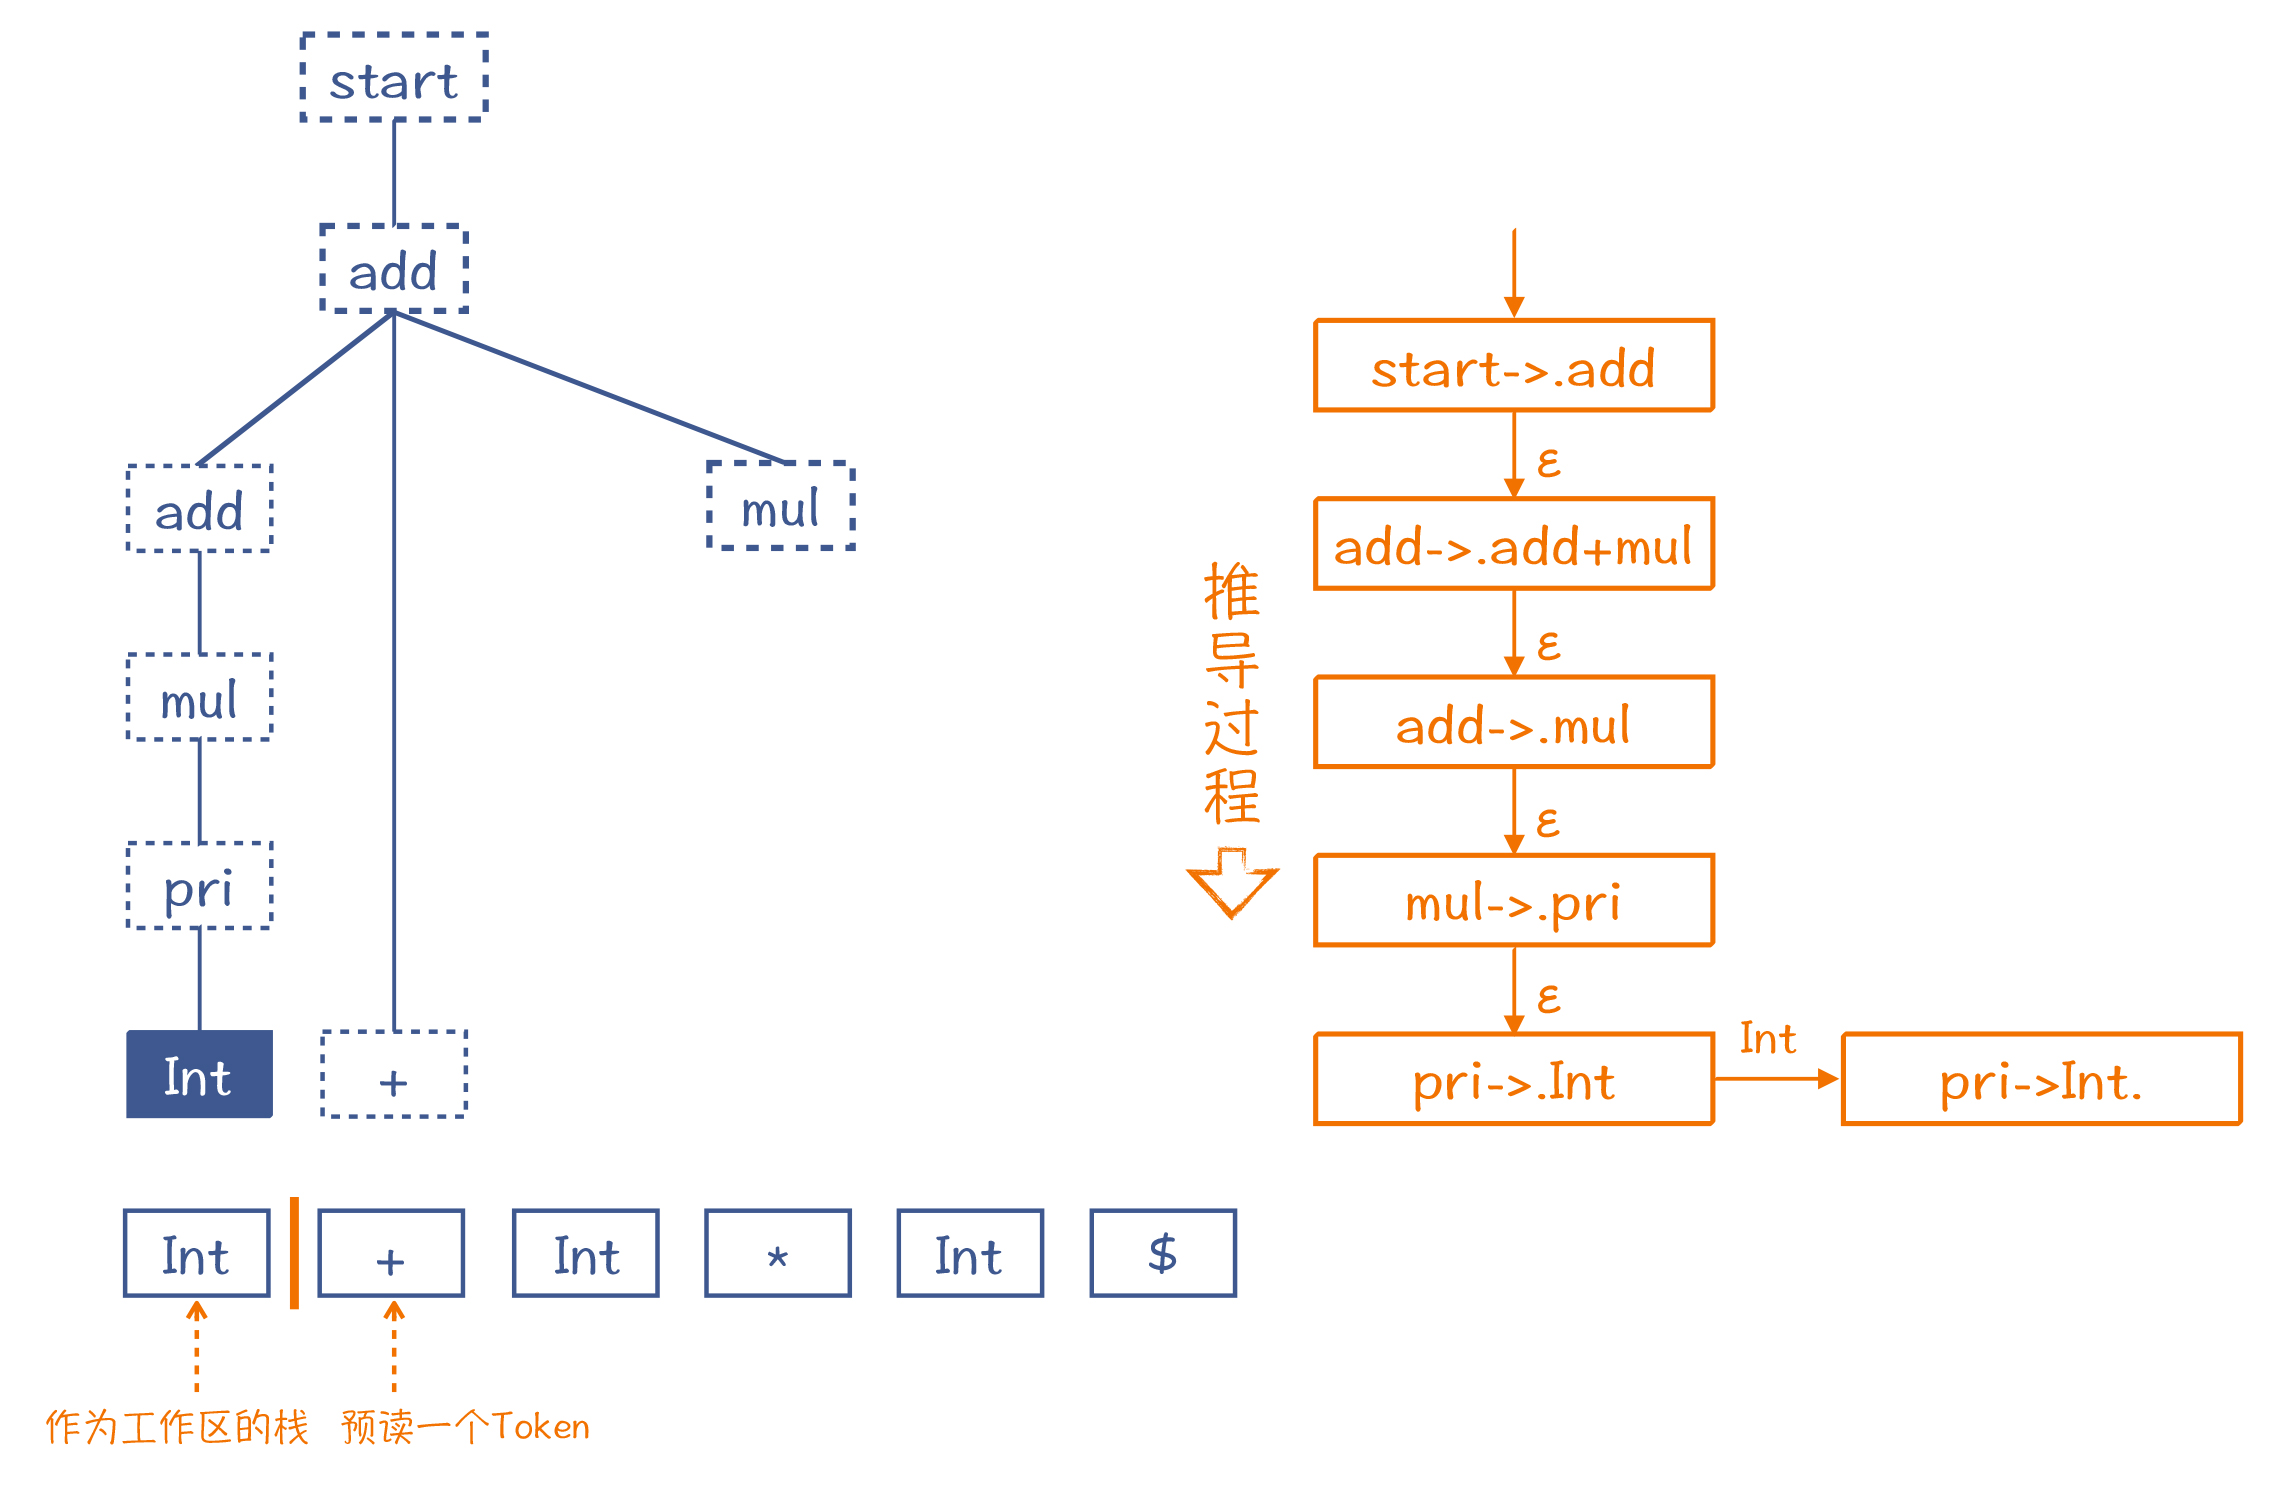 start
add
add
mul
mul
pri
Int
+
Int
+
Int
*
Int
$
作为工作区的栈
预读一个Token
推导过程
start->.add
ε
add->.add+mul
ε
add->.mul
ε
mul->.pri
ε
pri->.Int
Int
pri->Int.